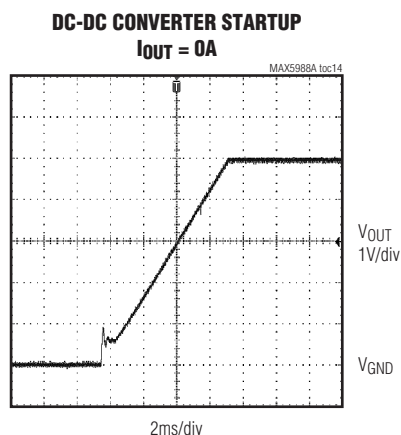 DC-DC CONVERTER STARTUP
IOUT = 0A
MAX5988A toc14
VOUT
1V/div
VGND
2ms/div